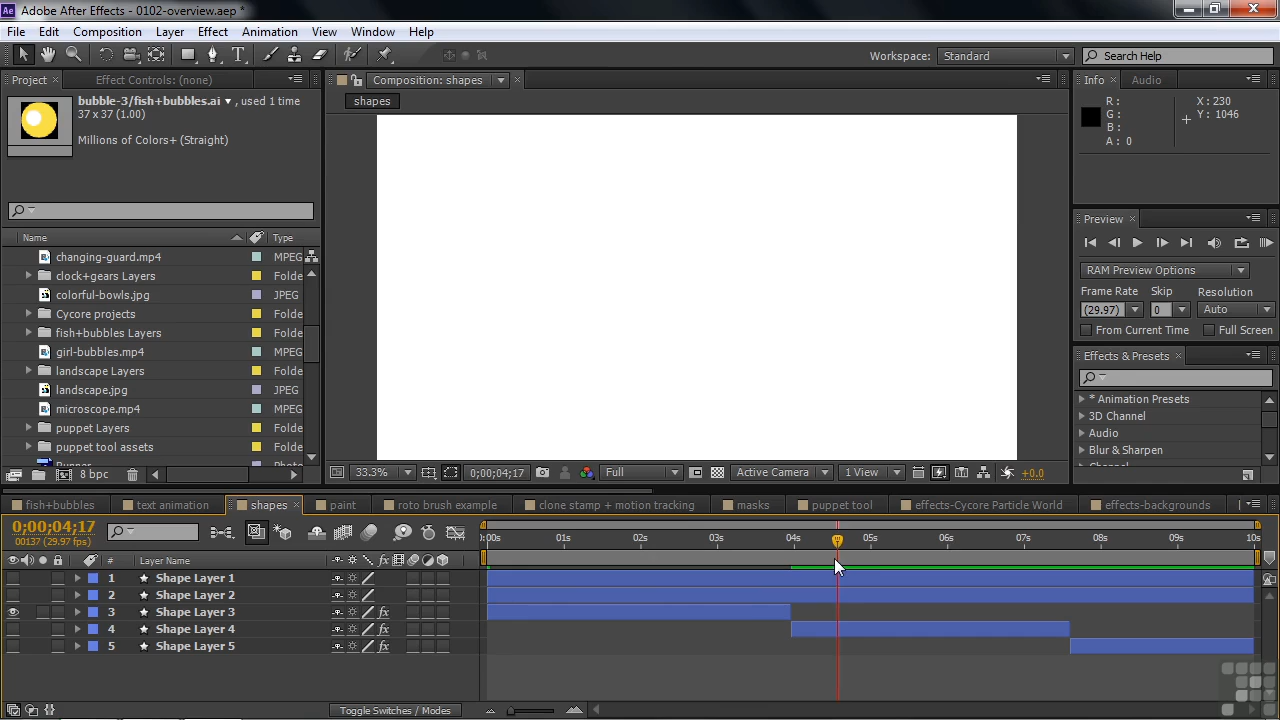 Adobe After Effects - 0102-overview.aep *
File Edit Composition Layer Effect Animation View Window Help
Workspace: Standard Search Help
Project Effect Controls: (none)
bubble-3/fish+bubbles.ai , used 1 time
37 x 37 (1.00)
Millions of Colors+ (Straight)
Name Type
changing-guard.mp4 MPEG
clock+gears Layers Folde
colorful-bowls.jpg JPEG
Cycore projects Folde
fish+bubbles Layers Folde
girl-bubbles.mp4 MPEG
landscape Layers Folde
landscape.jpg JPEG
microscope.mp4 MPEG
puppet Layers Folde
puppet tool assets Folde
8 bpc
Composition: shapes
shapes
33.3% 0;00;04;17 Full Active Camera 1 View +0.0
Info Audio
R :
G :
B :
A : 0
X : 230
Y : 1046
Preview
RAM Preview Options
Frame Rate Skip Resolution
(29.97) 0 Auto
From Current Time Full Screen
Effects & Presets
* Animation Presets
3D Channel
Audio
Blur & Sharpen
fish+bubbles text animation shapes paint roto brush example clone stamp + motion tracking masks puppet tool effects-Cycore Particle World effects-backgrounds
0;00;04;17
00137 (29.97 fps)
0:00s 01s 02s 03s 04s 05s 06s 07s 08s 09s 10s
# Layer Name
1 Shape Layer 1
2 Shape Layer 2
3 Shape Layer 3
4 Shape Layer 4
5 Shape Layer 5
Toggle Switches / Modes